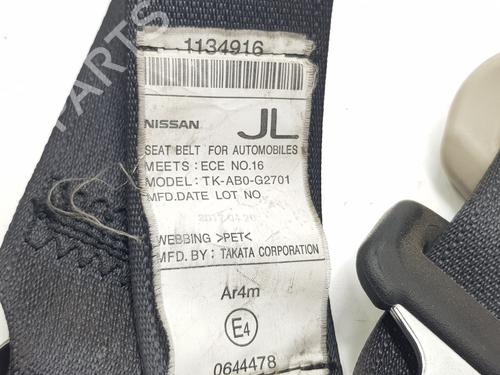 1134916
NISSAN JL
SEAT BELT FOR AUTOMOBILES
MEETS: ECE NO.16
MODEL: TK-AB0-G2701
MFD.DATE LOT NO.
WEBBING >PET<
MFD. BY: TAKATA CORPORATION
Ar4m
E4
0644478
PARTS